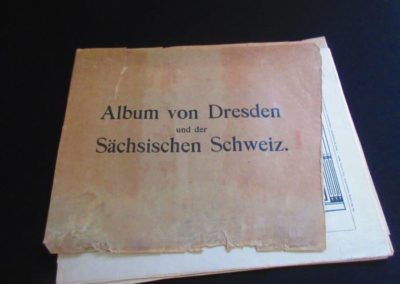 Album von Dresden
und der
Sächsischen Schweiz.